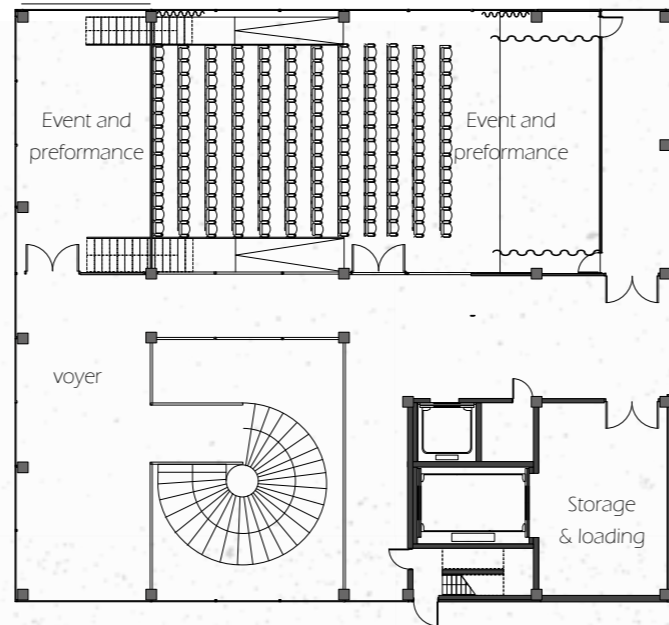 Event and
preformance
Event and
preformance
voyer
Storage
& loading